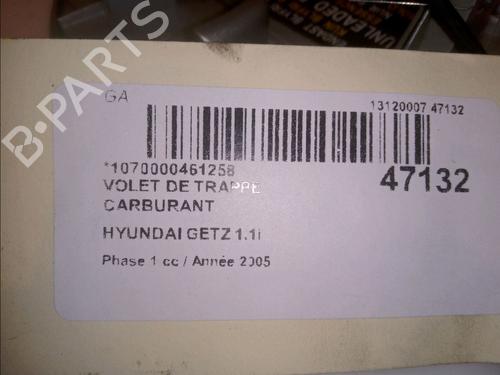 UNLEADED
GA
13120007 47132
*1070000461258
47132
VOLET DE TRAPPE
CARBURANT
HYUNDAI GETZ 1.1i
Phase 1 cc / Année 2005
B-PARTS